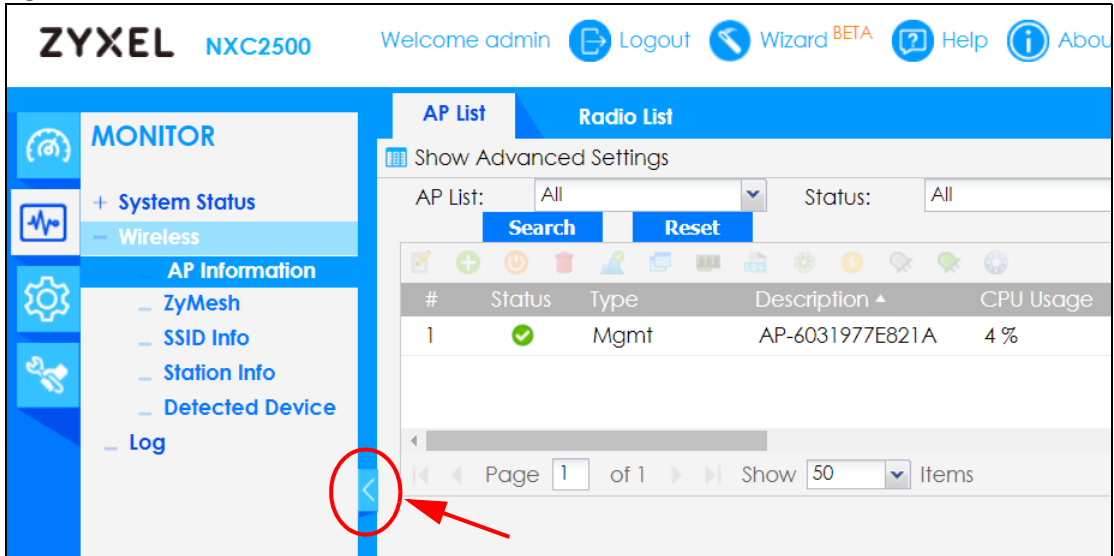 ZYXEL NXC2500 Welcome admin Logout Wizard BETA Help Abou
AP List Radio List
MONITOR
Show Advanced Settings
+ System Status
AP List: All Status: All
− Wireless
Search Reset
AP Information
ZyMesh
SSID Info
Station Info
Detected Device
Log
# Status Type Description CPU Usage
1 Mgmt AP-6031977E821A 4 %
Page 1 of 1 Show 50 Items